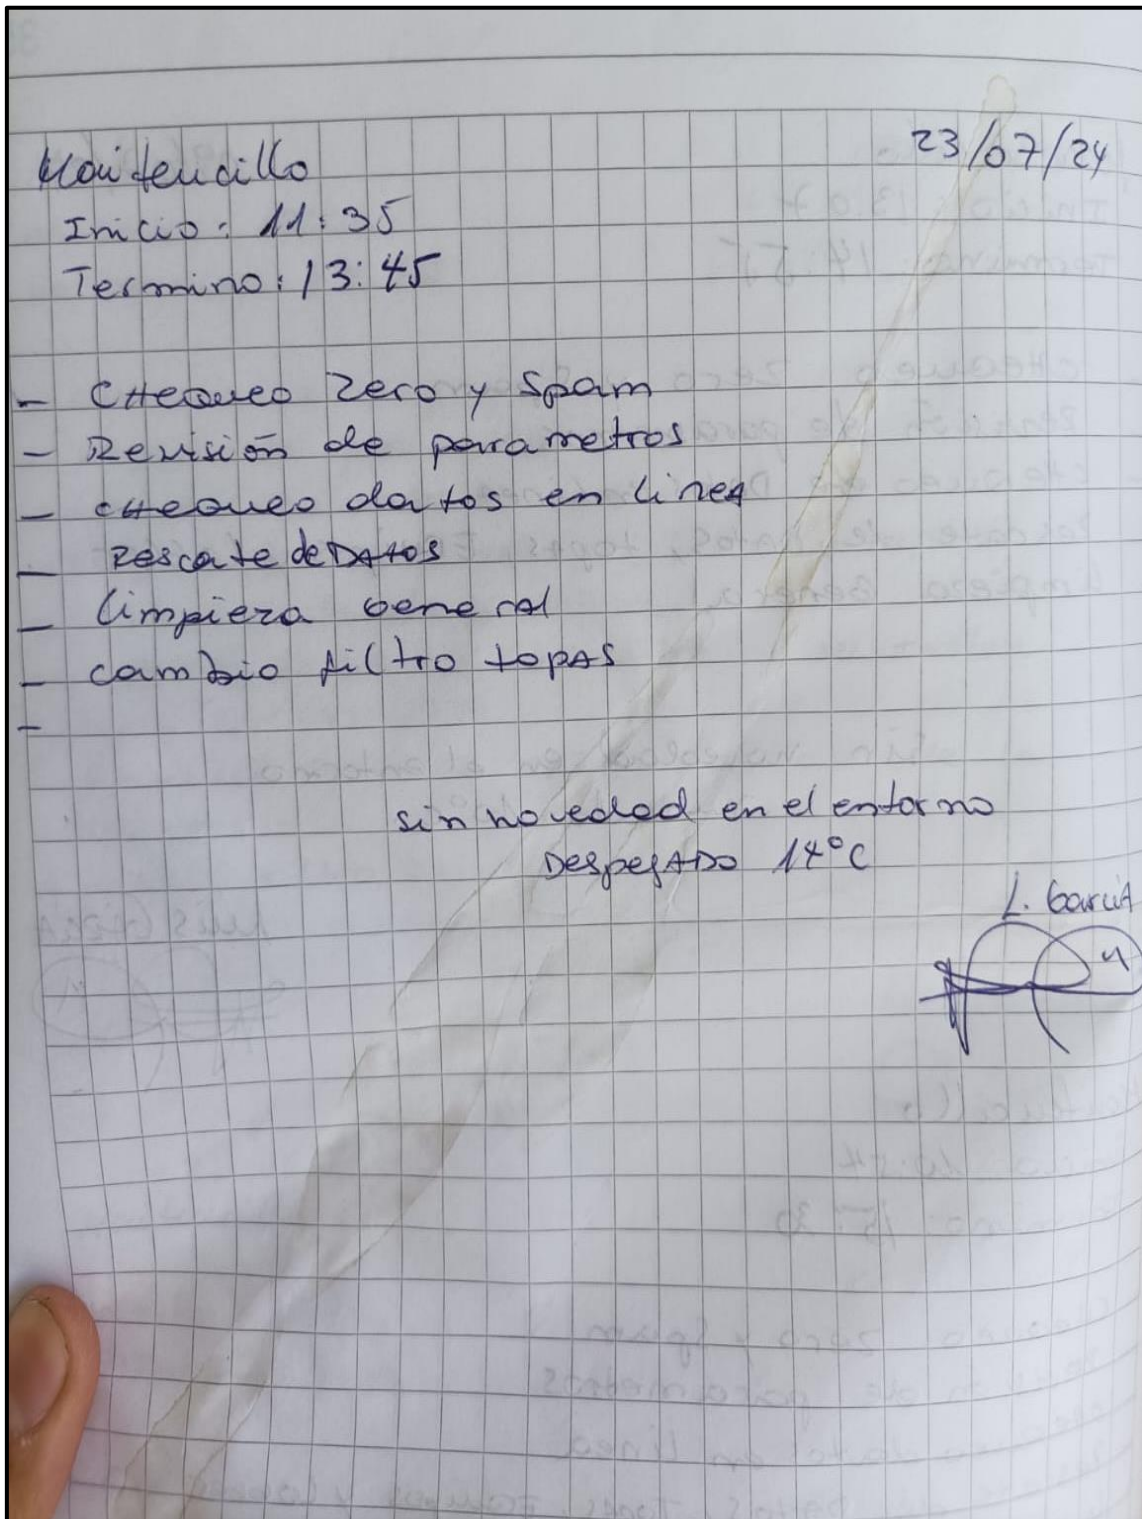 Maitencillo
23/07/24
Inicio: 11:35
Termino: 13:45
- CHequeo Zero y Spam
- Revisión de parametros
- cHequeo datos en lineA
- Rescate de DAtos
- limpieza general
- cambio filtro topAs
-
sin novedad en el entorno
DespejADO 14°C
L. GarciA